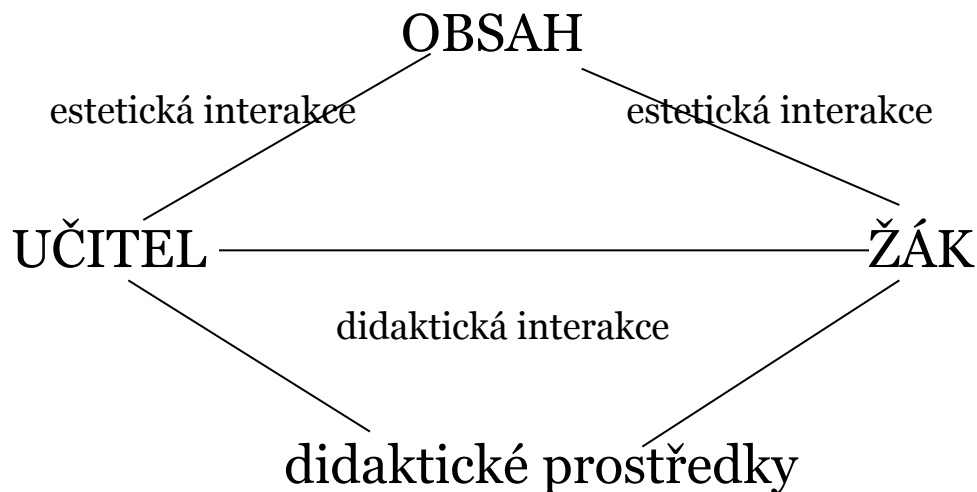 OBSAH
estetická interakce estetická interakce
UČITEL ŽÁK
didaktická interakce
didaktické prostředky